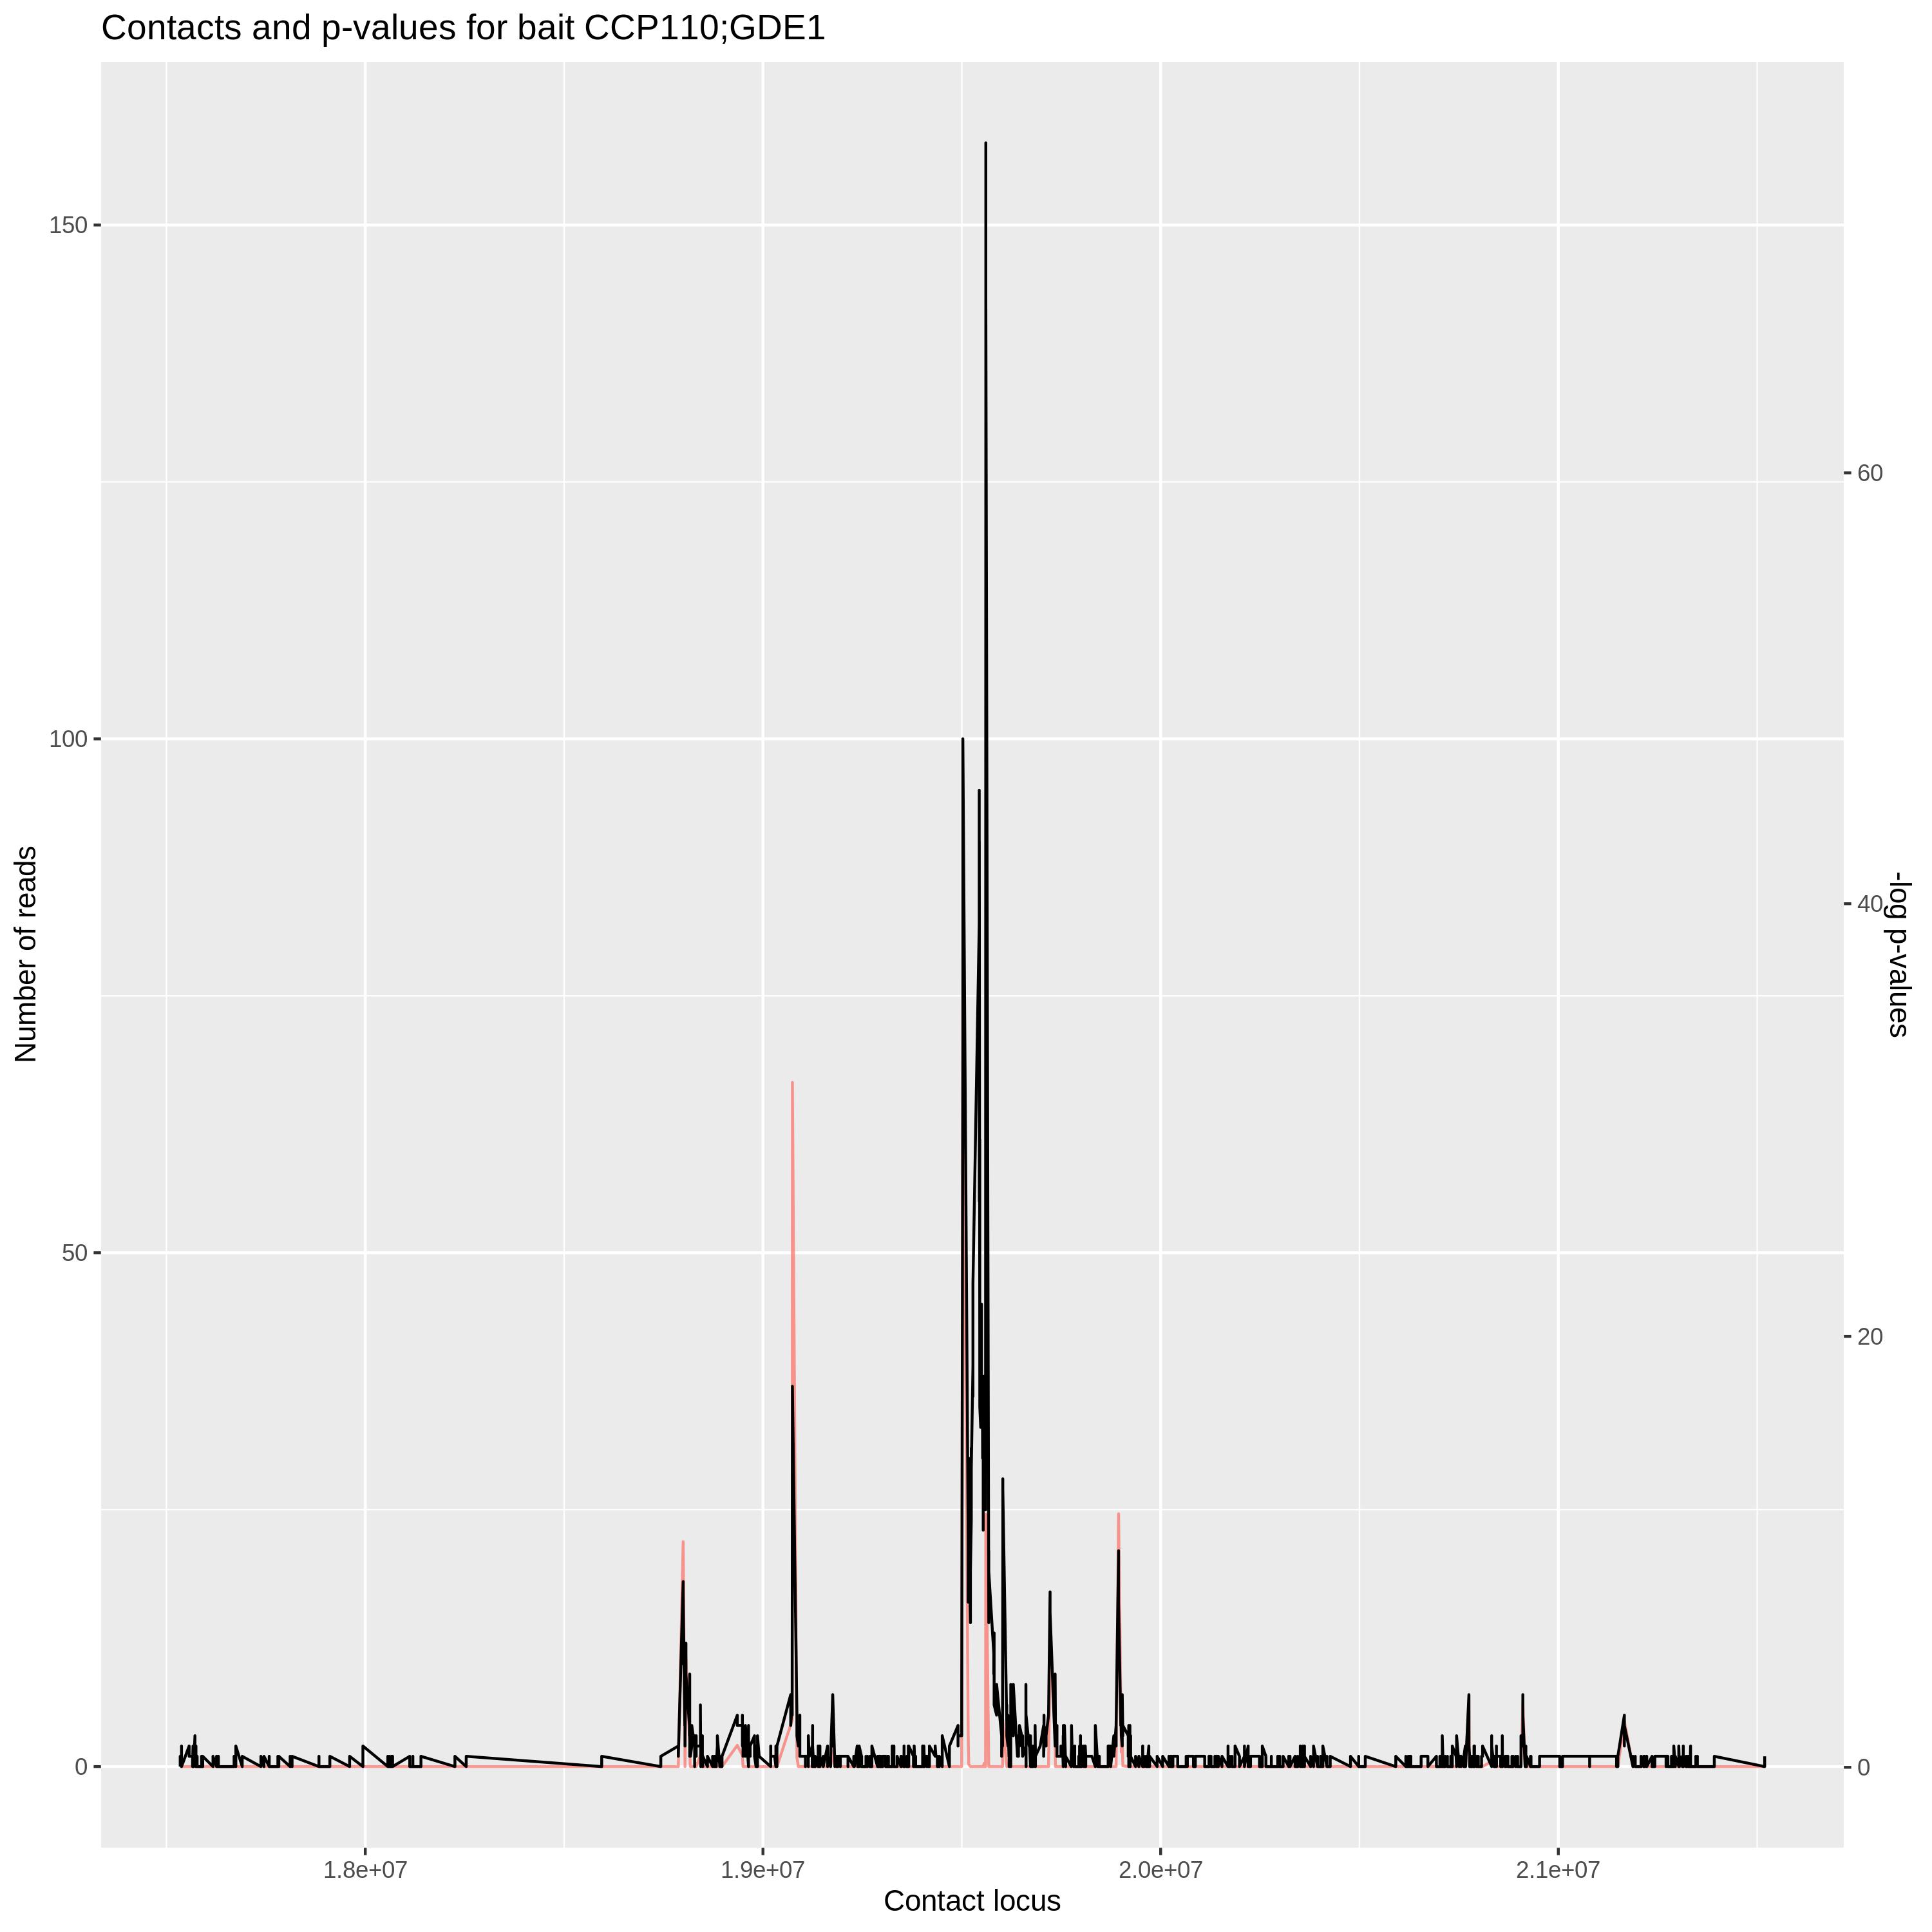 Contacts and p-values for bait CCP110;GDE1
150
100
50
0
Number of reads
60
40
20
0
-log p-values
1.8e+07
1.9e+07
2.0e+07
2.1e+07
Contact locus